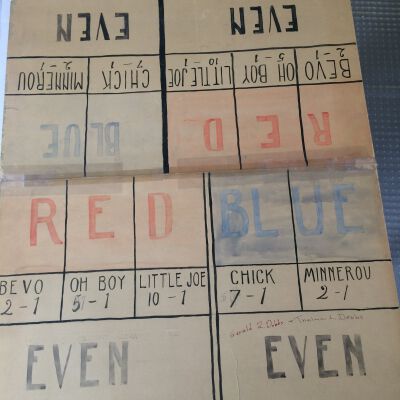 EVEN EVEN
MINNEROU CHICK LITTLE JOE OH BOY BEVO
2-1 7-1 10-1 5-1 2-1
BLUE RED
RED BLUE
BEVO OH BOY LITTLE JOE CHICK MINNEROU
2-1 5-1 10-1 7-1 2-1
EVEN EVEN